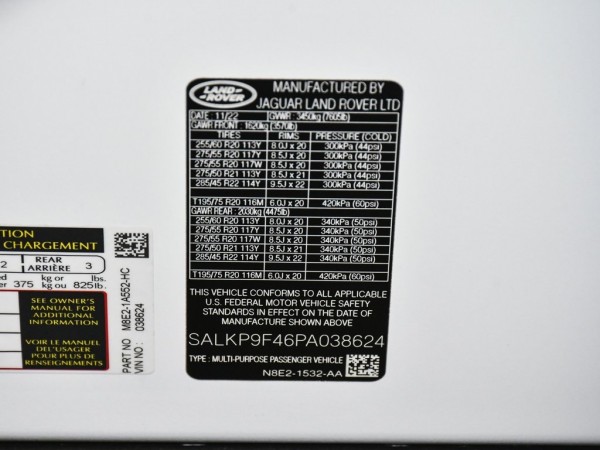 LAND
ROVER
MANUFACTURED BY
JAGUAR LAND ROVER LTD
DATE : 11/22 GVWR : 3450kg (7605lb)
GAWR FRONT : 1620kg (3570lb)
TIRES RIMS PRESSURE (COLD)
255/60 R20 113Y 8.0J x 20 300kPa (44psi)
275/55 R20 117Y 8.5J x 20 300kPa (44psi)
275/55 R20 117W 8.5J x 20 300kPa (44psi)
275/50 R21 113Y 8.5J x 21 300kPa (44psi)
285/45 R22 114Y 9.5J x 22 300kPa (44psi)
T195/75 R20 116M 6.0J x 20 420kPa (60psi)
GAWR REAR : 2030kg (4475lb)
255/60 R20 113Y 8.0J x 20 340kPa (50psi)
275/55 R20 117Y 8.5J x 20 340kPa (50psi)
275/55 R20 117W 8.5J x 20 340kPa (50psi)
275/50 R21 113Y 8.5J x 21 340kPa (50psi)
285/45 R22 114Y 9.5J x 22 340kPa (50psi)
T195/75 R20 116M 6.0J x 20 420kPa (60psi)
THIS VEHICLE CONFORMS TO ALL APPLICABLE
U.S. FEDERAL MOTOR VEHICLE SAFETY
STANDARDS IN EFFECT ON THE DATE OF
MANUFACTURE SHOWN ABOVE
SALKP9F46PA038624
TYPE : MULTI-PURPOSE PASSENGER VEHICLE
N8E2-1532-AA
CHARGEMENT
2 REAR
ARRIÈRE 3
kg or lbs.
375 kg ou 825lb.
SEE OWNER'S
MANUAL FOR
ADDITIONAL
INFORMATION
VOIR LE MANUEL
DE L'USAGER
POUR PLUS DE
RENSEIGNEMENTS
PART NO M8E2-1A552-HC
VIN NO : 038624